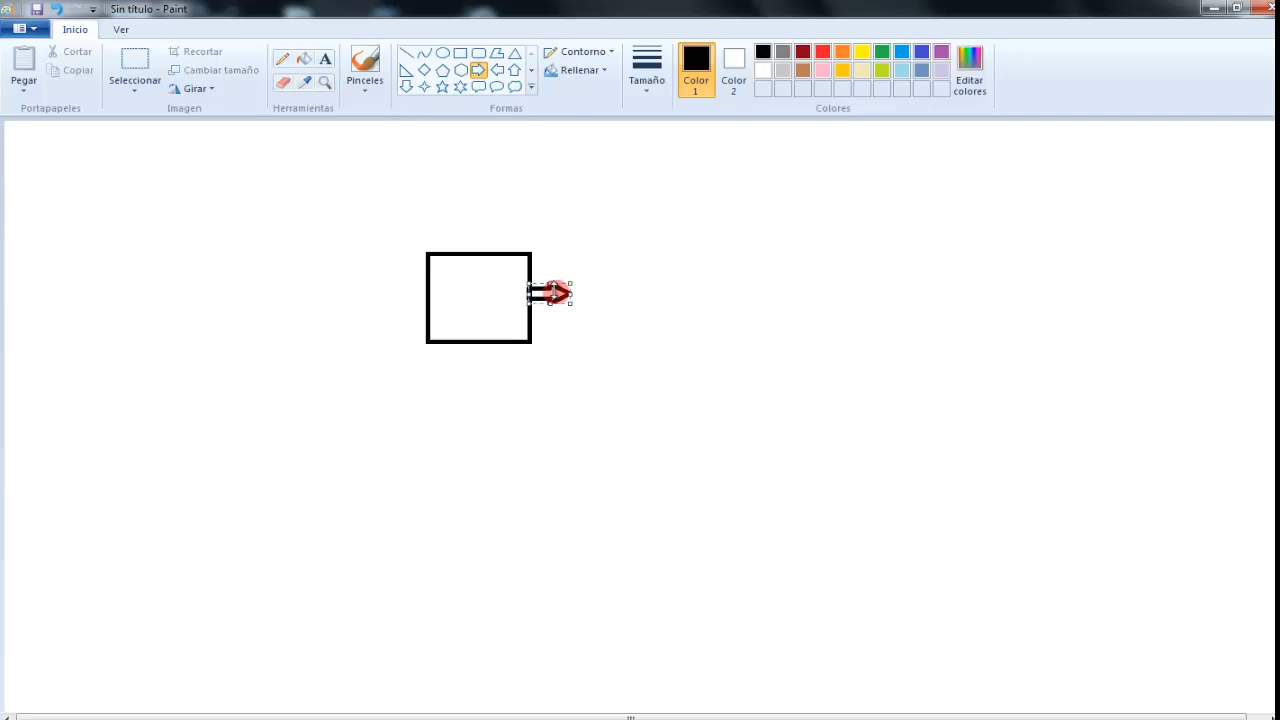 Sin título - Paint
Inicio Ver
Pegar
Cortar
Copiar
Portapapeles
Seleccionar
Recortar
Cambiar tamaño
Girar
Imagen
A
Herramientas
Pinceles
Contorno
Rellenar
Formas
Tamaño
Color
1
Color
2
Editar
colores
Colores